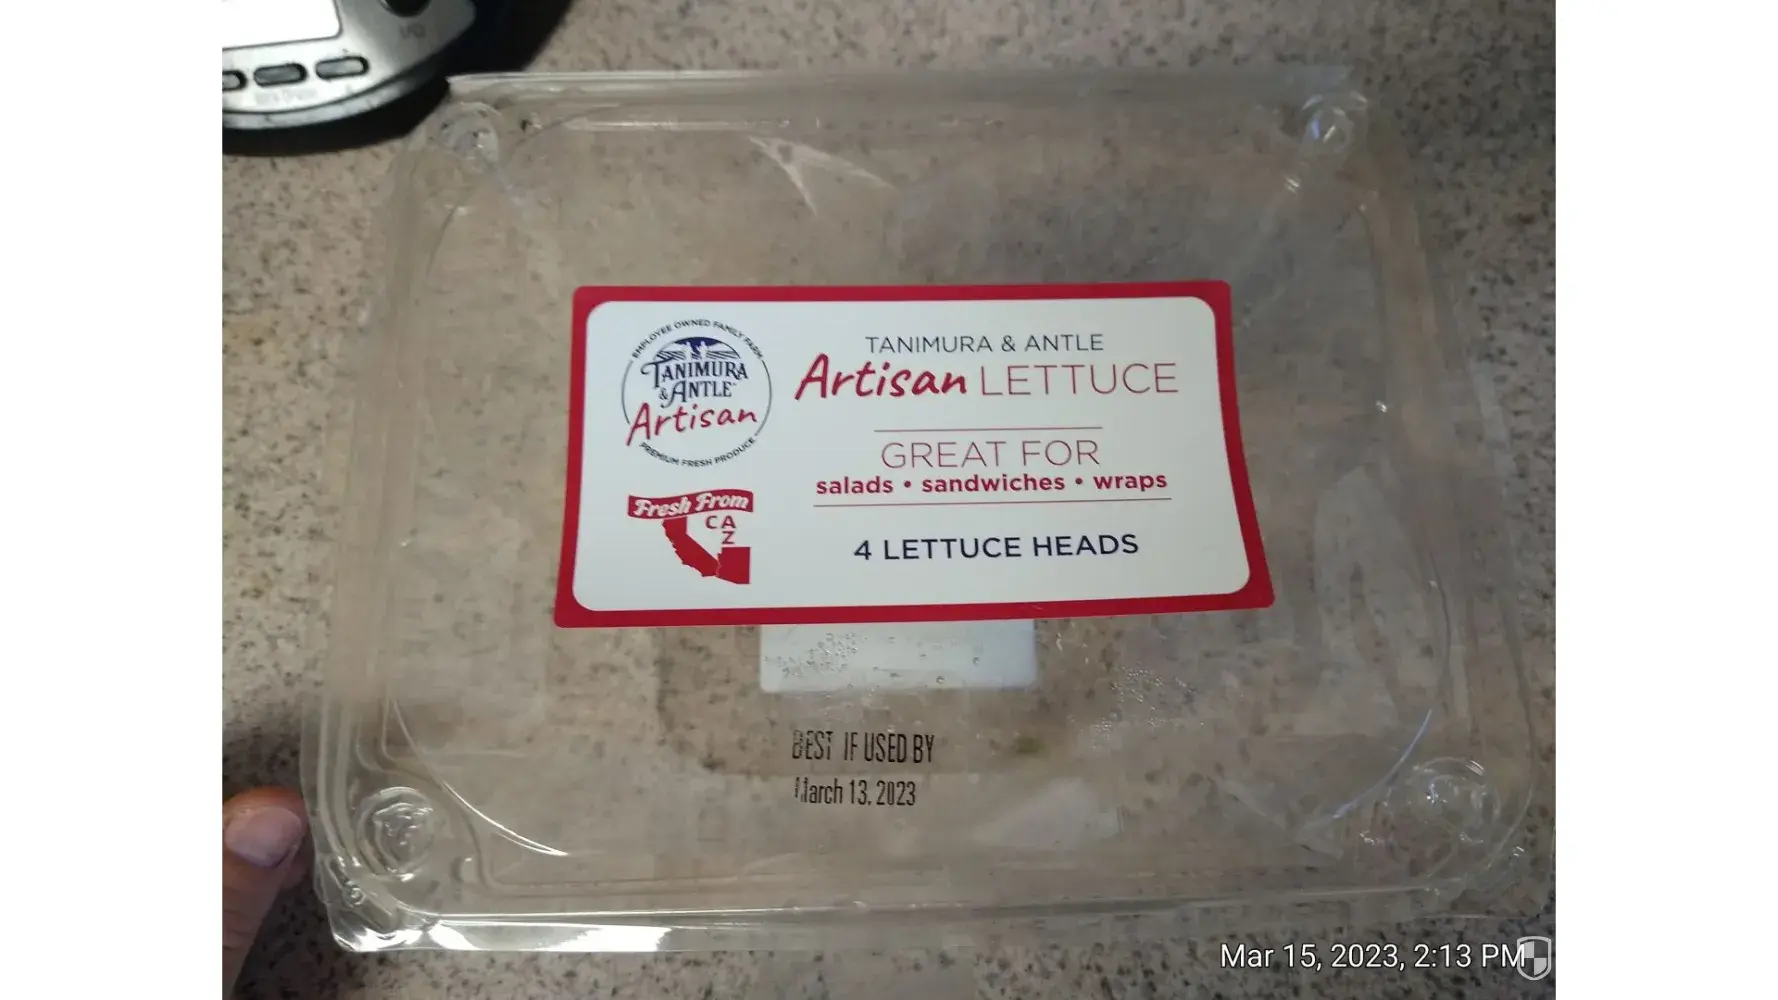 EMPLOYEE OWNED FAMILY FARM
TANIMURA
& ANTLE
Artisan
PREMIUM FRESH PRODUCE
Fresh From
CA
Z
TANIMURA & ANTLE
Artisan LETTUCE
GREAT FOR
salads • sandwiches • wraps
4 LETTUCE HEADS
BEST IF USED BY
March 13, 2023
Mar 15, 2023, 2:13 PM